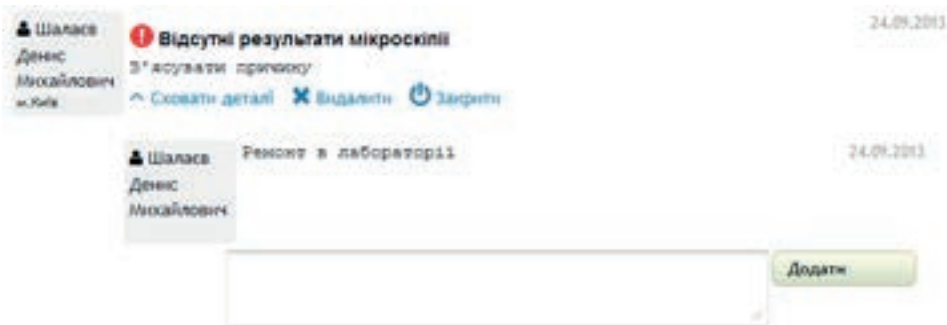 Шалаєв
Денис
Михайлович
м.Київ
Відсутні результати мікроскопії
З'ясувати причину
Сховати деталі Видалити Закрити
24.09.2013
Шалаєв
Денис
Михайлович
Ремонт в лабораторії
24.09.2013
Додати